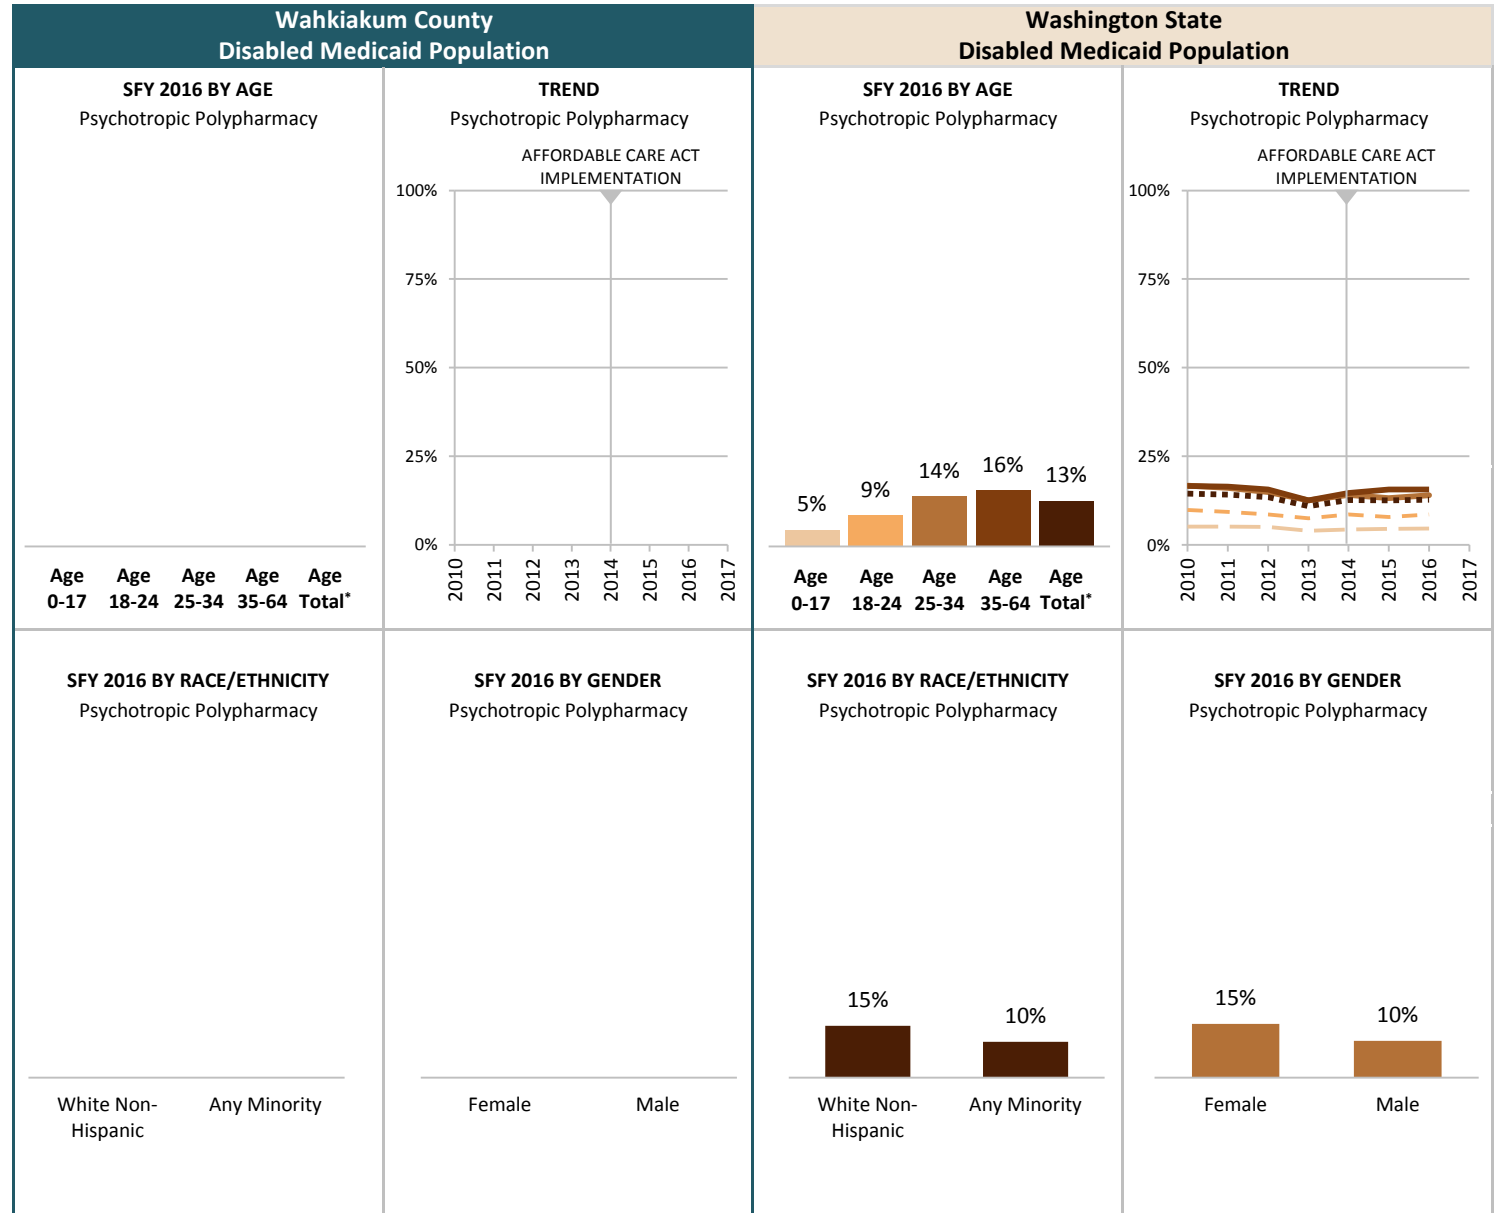 Wahkiakum County
Disabled Medicaid Population
SFY 2016 BY AGE
Psychotropic Polypharmacy
Age Age Age Age Age
0-17 18-24 25-34 35-64 Total*
TREND
Psychotropic Polypharmacy
AFFORDABLE CARE ACT
IMPLEMENTATION
100%
75%
50%
25%
0%
2010 2011 2012 2013 2014 2015 2016 2017
SFY 2016 BY RACE/ETHNICITY
Psychotropic Polypharmacy
White Non- Any Minority
Hispanic
SFY 2016 BY GENDER
Psychotropic Polypharmacy
Female Male
Washington State
Disabled Medicaid Population
SFY 2016 BY AGE
Psychotropic Polypharmacy
5% 9% 14% 16% 13%
Age Age Age Age Age
0-17 18-24 25-34 35-64 Total*
TREND
Psychotropic Polypharmacy
AFFORDABLE CARE ACT
IMPLEMENTATION
100%
75%
50%
25%
0%
2010 2011 2012 2013 2014 2015 2016 2017
SFY 2016 BY RACE/ETHNICITY
Psychotropic Polypharmacy
15% 10%
White Non- Any Minority
Hispanic
SFY 2016 BY GENDER
Psychotropic Polypharmacy
15% 10%
Female Male